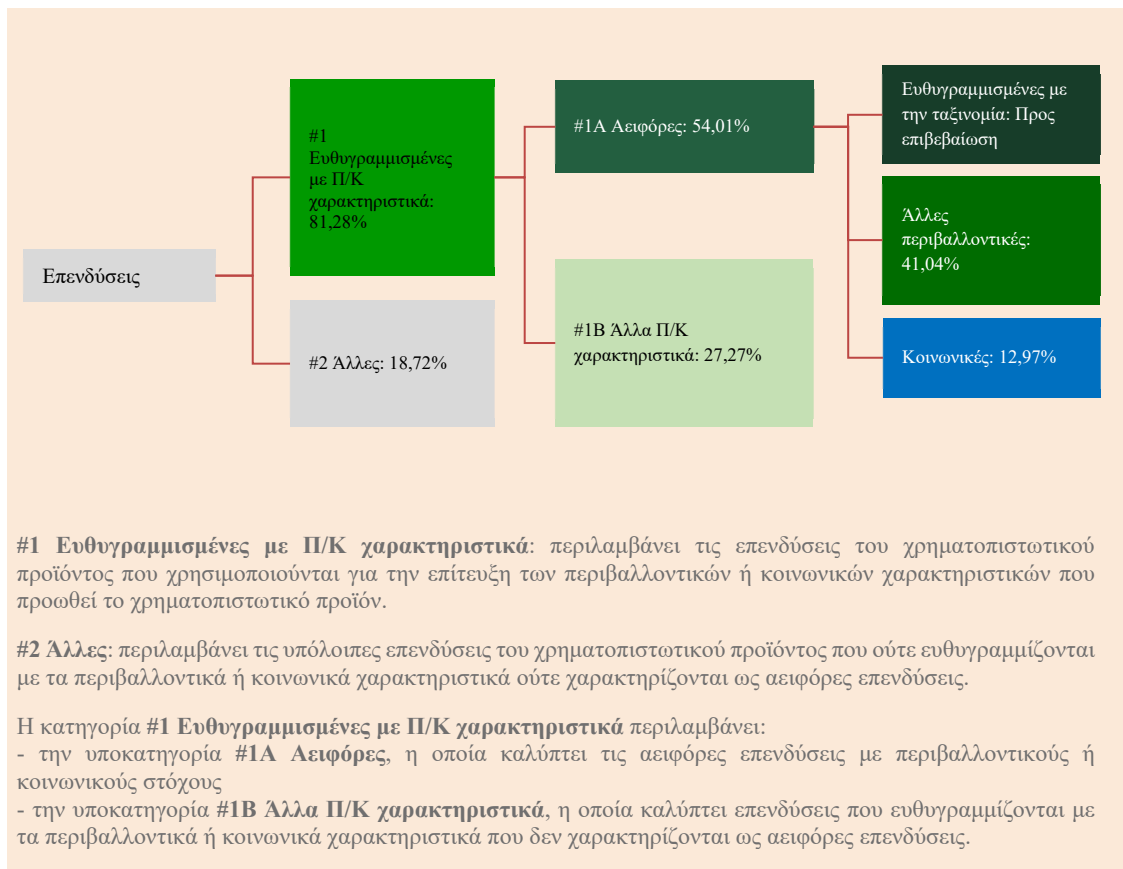 Επενδύσεις
#1
Ευθυγραμμισμένες
με Π/Κ
χαρακτηριστικά:
81,28%
#2 Άλλες: 18,72%
#1Α Αειφόρες: 54,01%
#1Β Άλλα Π/Κ
χαρακτηριστικά: 27,27%
Ευθυγραμμισμένες με
την ταξινομία: Προς
επιβεβαίωση
Άλλες
περιβαλλοντικές:
41,04%
Κοινωνικές: 12,97%
#1 Ευθυγραμμισμένες με Π/Κ χαρακτηριστικά: περιλαμβάνει τις επενδύσεις του χρηματοπιστωτικού
προϊόντος που χρησιμοποιούνται για την επίτευξη των περιβαλλοντικών ή κοινωνικών χαρακτηριστικών που
προωθεί το χρηματοπιστωτικό προϊόν.
#2 Άλλες: περιλαμβάνει τις υπόλοιπες επενδύσεις του χρηματοπιστωτικού προϊόντος που ούτε ευθυγραμμίζονται
με τα περιβαλλοντικά ή κοινωνικά χαρακτηριστικά ούτε χαρακτηρίζονται ως αειφόρες επενδύσεις.
Η κατηγορία #1 Ευθυγραμμισμένες με Π/Κ χαρακτηριστικά περιλαμβάνει:
- την υποκατηγορία #1Α Αειφόρες, η οποία καλύπτει τις αειφόρες επενδύσεις με περιβαλλοντικούς ή
κοινωνικούς στόχους
- την υποκατηγορία #1Β Άλλα Π/Κ χαρακτηριστικά, η οποία καλύπτει επενδύσεις που ευθυγραμμίζονται με
τα περιβαλλοντικά ή κοινωνικά χαρακτηριστικά που δεν χαρακτηρίζονται ως αειφόρες επενδύσεις.